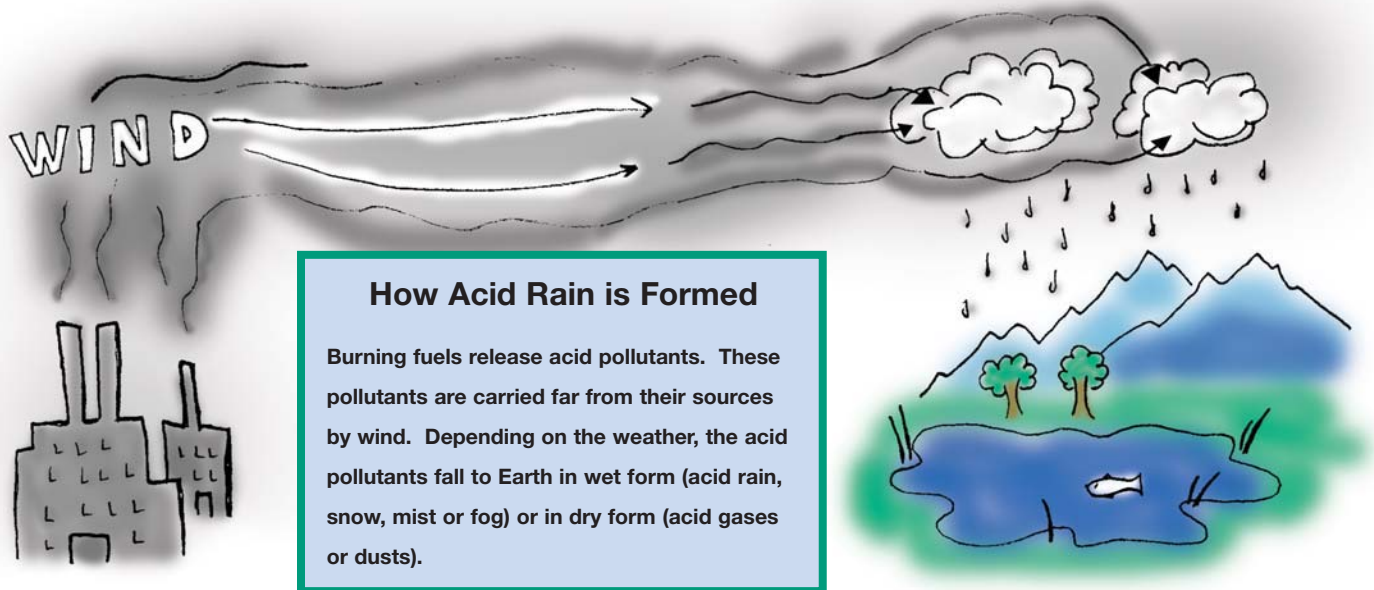 WIND
How Acid Rain is Formed
Burning fuels release acid pollutants. These
pollutants are carried far from their sources
by wind. Depending on the weather, the acid
pollutants fall to Earth in wet form (acid rain,
snow, mist or fog) or in dry form (acid gases
or dusts).